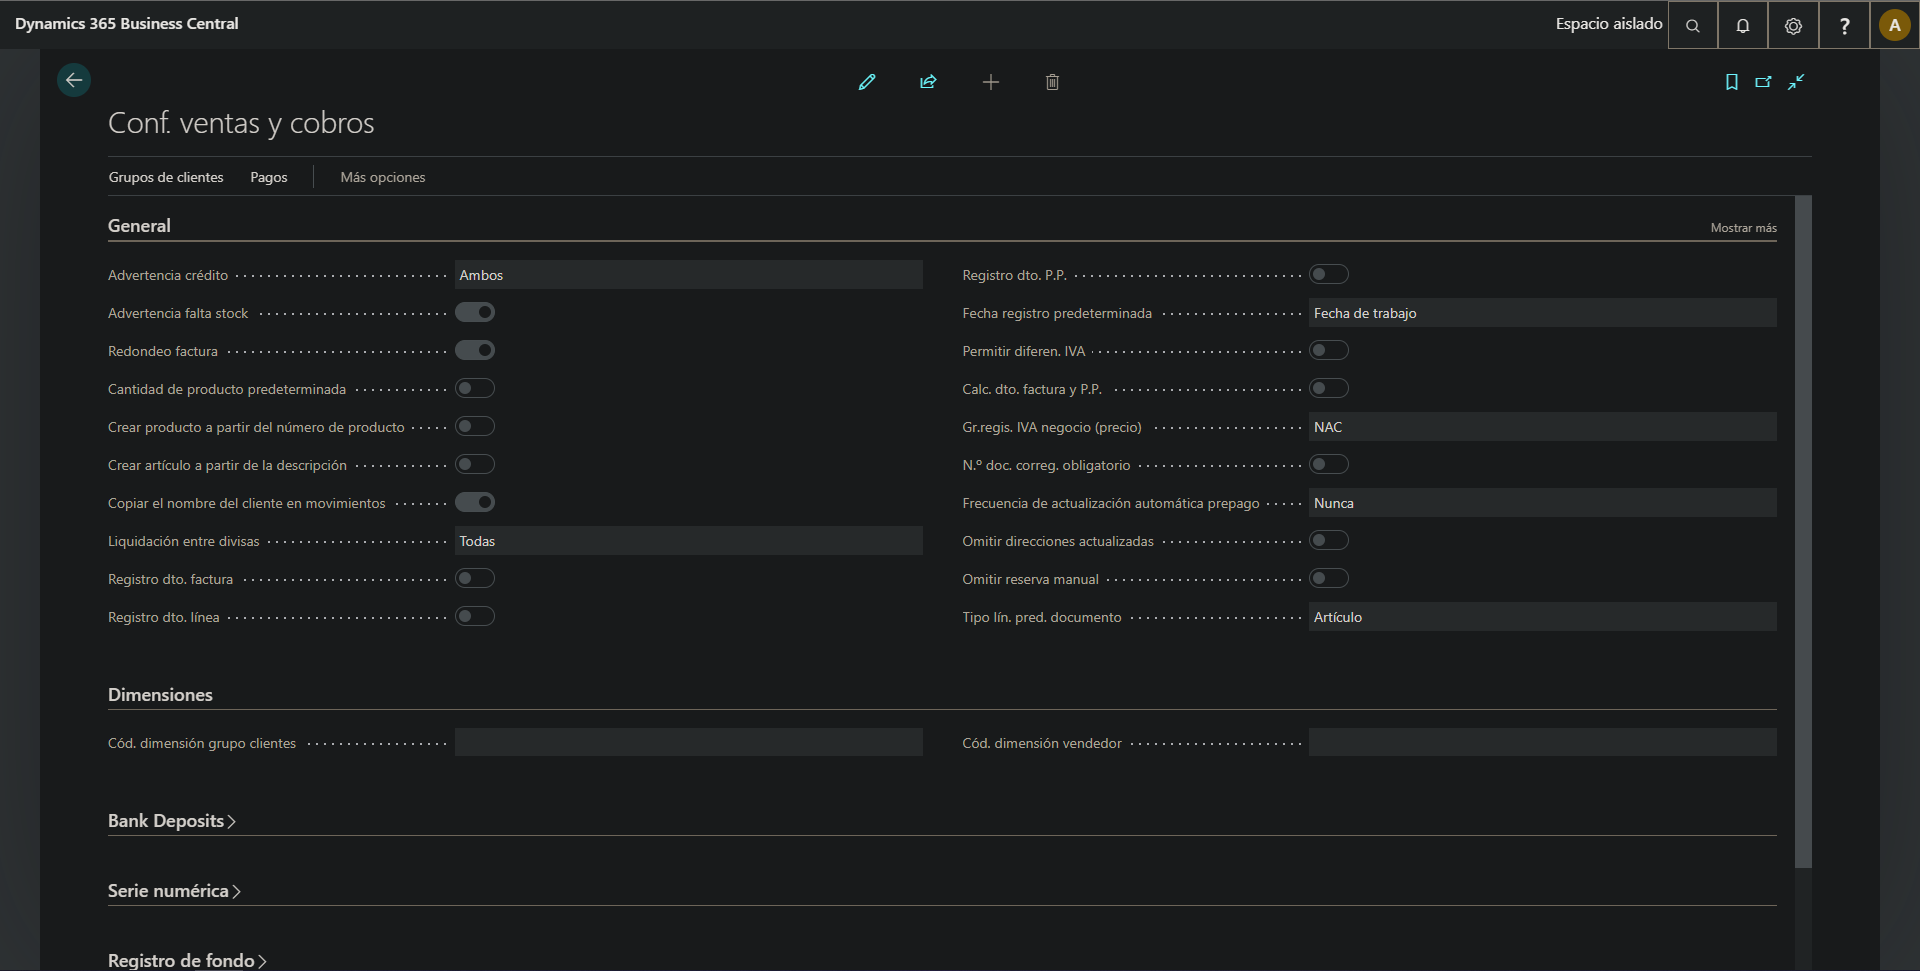 Dynamics 365 Business Central
Espacio aislado
?
A
Conf. ventas y cobros
Grupos de clientes
Pagos
Más opciones
General
Mostrar más
Advertencia crédito
Ambos
Advertencia falta stock
Redondeo factura
Cantidad de producto predeterminada
Crear producto a partir del número de producto
Crear artículo a partir de la descripción
Copiar el nombre del cliente en movimientos
Liquidación entre divisas
Todas
Registro dto. factura
Registro dto. línea
Registro dto. P.P.
Fecha registro predeterminada
Fecha de trabajo
Permitir diferen. IVA
Calc. dto. factura y P.P.
Gr.regis. IVA negocio (precio)
NAC
N.º doc. correg. obligatorio
Frecuencia de actualización automática prepago
Nunca
Omitir direcciones actualizadas
Omitir reserva manual
Tipo lín. pred. documento
Artículo
Dimensiones
Cód. dimensión grupo clientes
Cód. dimensión vendedor
Bank Deposits
Serie numérica
Registro de fondo